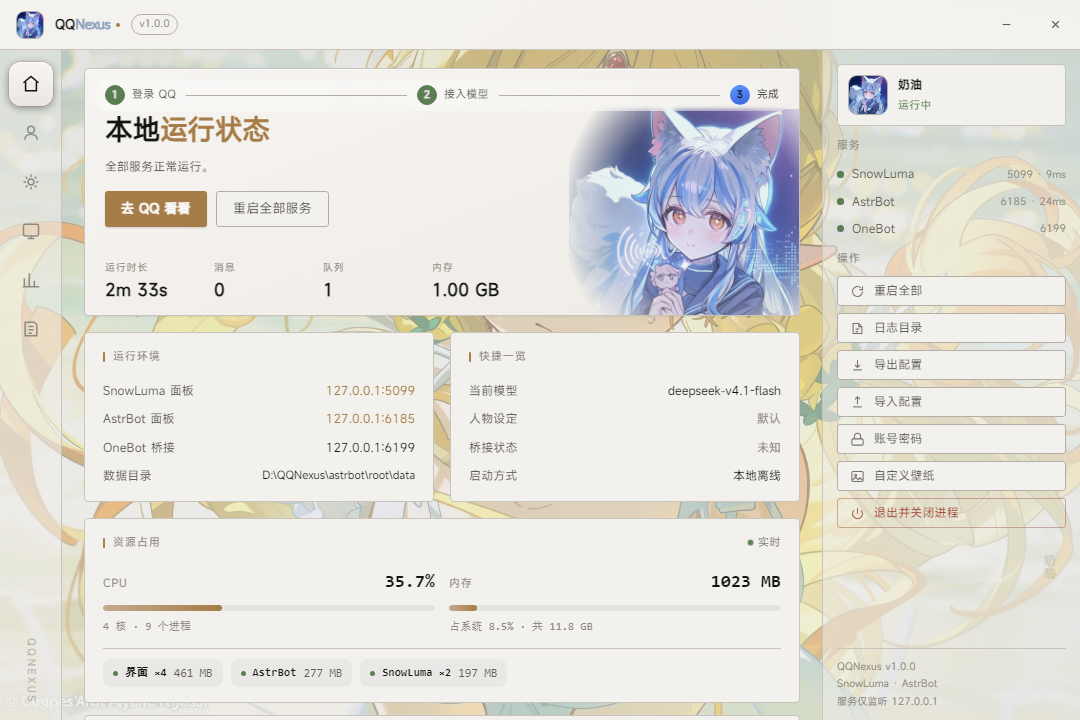 QQNexus v1.0.0
1 登录 QQ 2 接入模型 3 完成
本地运行状态
全部服务正常运行。
去 QQ 看看 重启全部服务
运行时长 消息 队列 内存
2m 33s 0 1 1.00 GB
运行环境
SnowLuma 面板 127.0.0.1:5099
AstrBot 面板 127.0.0.1:6185
OneBot 桥接 127.0.0.1:6199
数据目录 D:\QQNexus\astrbot\root\data
快捷一览
当前模型 deepseek-v4.1-flash
人物设定 默认
桥接状态 未知
启动方式 本地离线
资源占用 实时
CPU 35.7% 内存 1023 MB
4 核 · 9 个进程 占系统 8.5% · 共 11.8 GB
界面 ×4 461 MB AstrBot 277 MB SnowLuma ×2 197 MB
QQNEXUS
奶油
运行中
服务
SnowLuma 5099 · 9ms
AstrBot 6185 · 24ms
OneBot 6199
操作
重启全部
日志目录
导出配置
导入配置
账号密码
自定义壁纸
退出并关闭进程
奶油
QQNexus v1.0.0
SnowLuma · AstrBot
服务仅监听 127.0.0.1